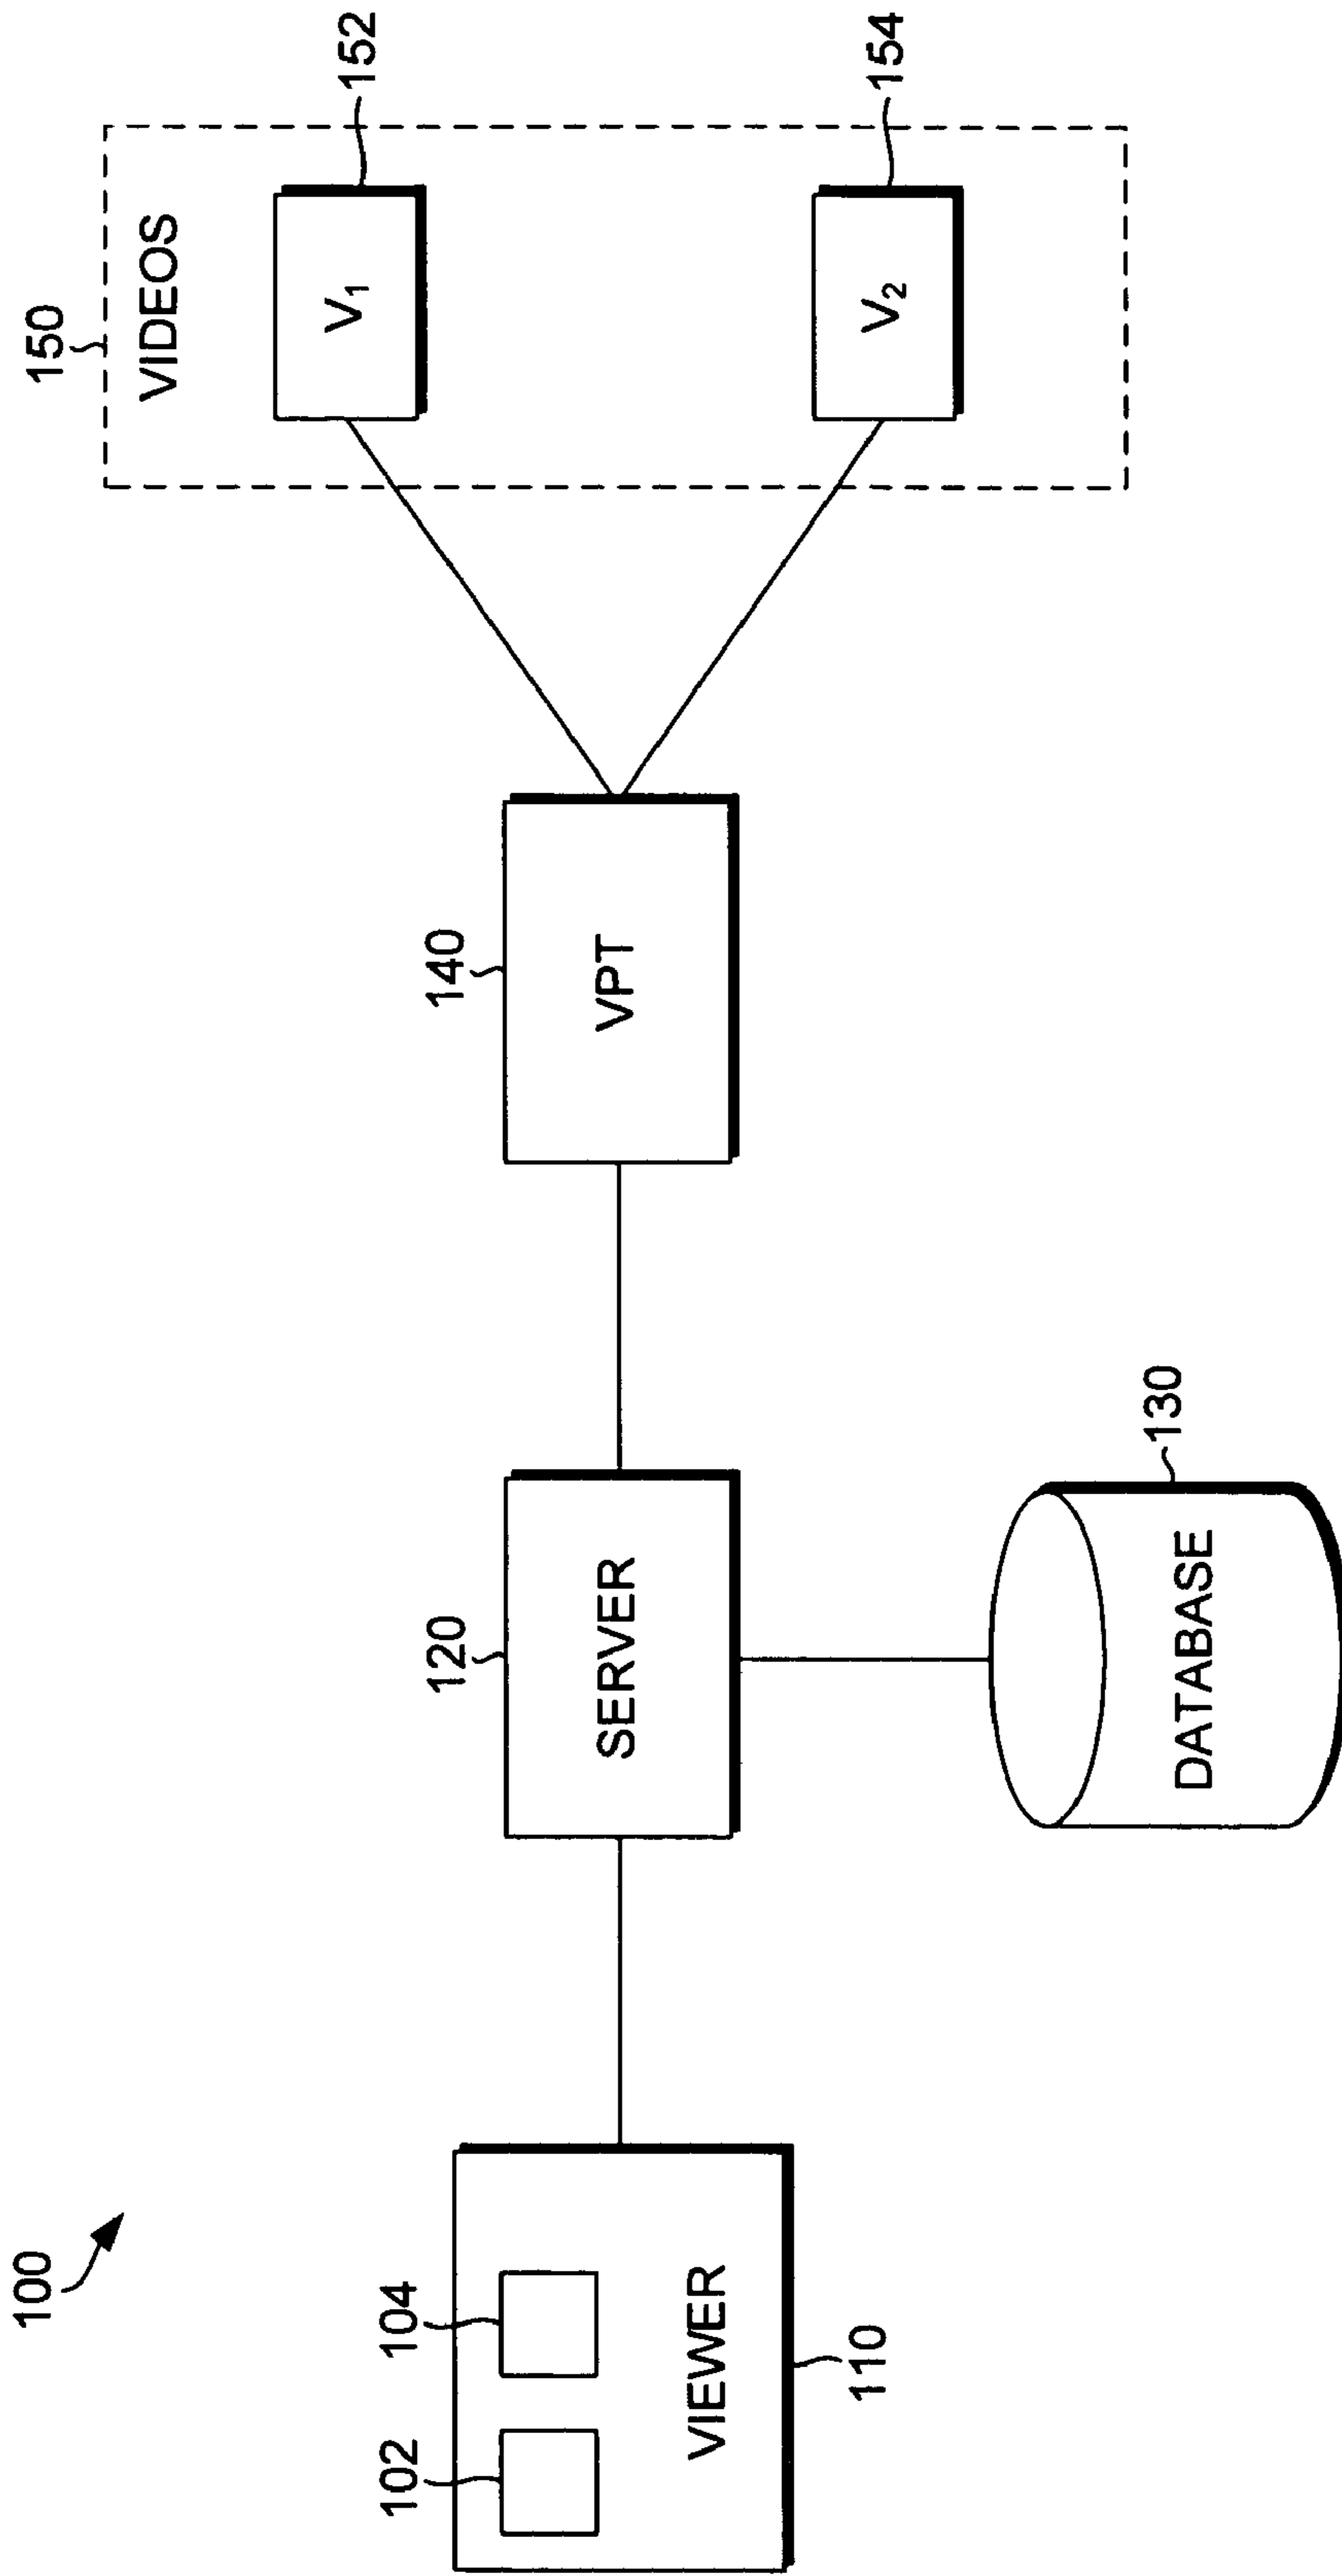 100
150
VIDEOS
V₁
152
V₂
154
140
VPT
120
SERVER
130
DATABASE
102
104
VIEWER
110